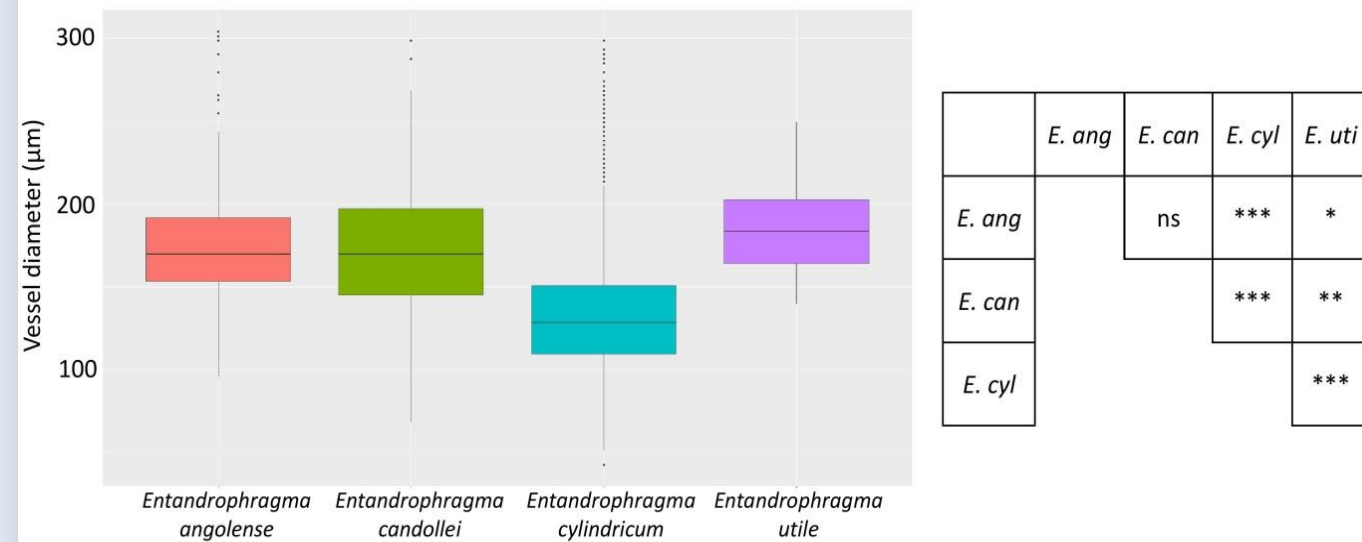 300
200
100
Vessel diameter (µm)
Entandrophragma angolense
Entandrophragma candollei
Entandrophragma cylindricum
Entandrophragma utile
E. ang E. can E. cyl E. uti
E. ang ns *** *
E. can *** **
E. cyl ***